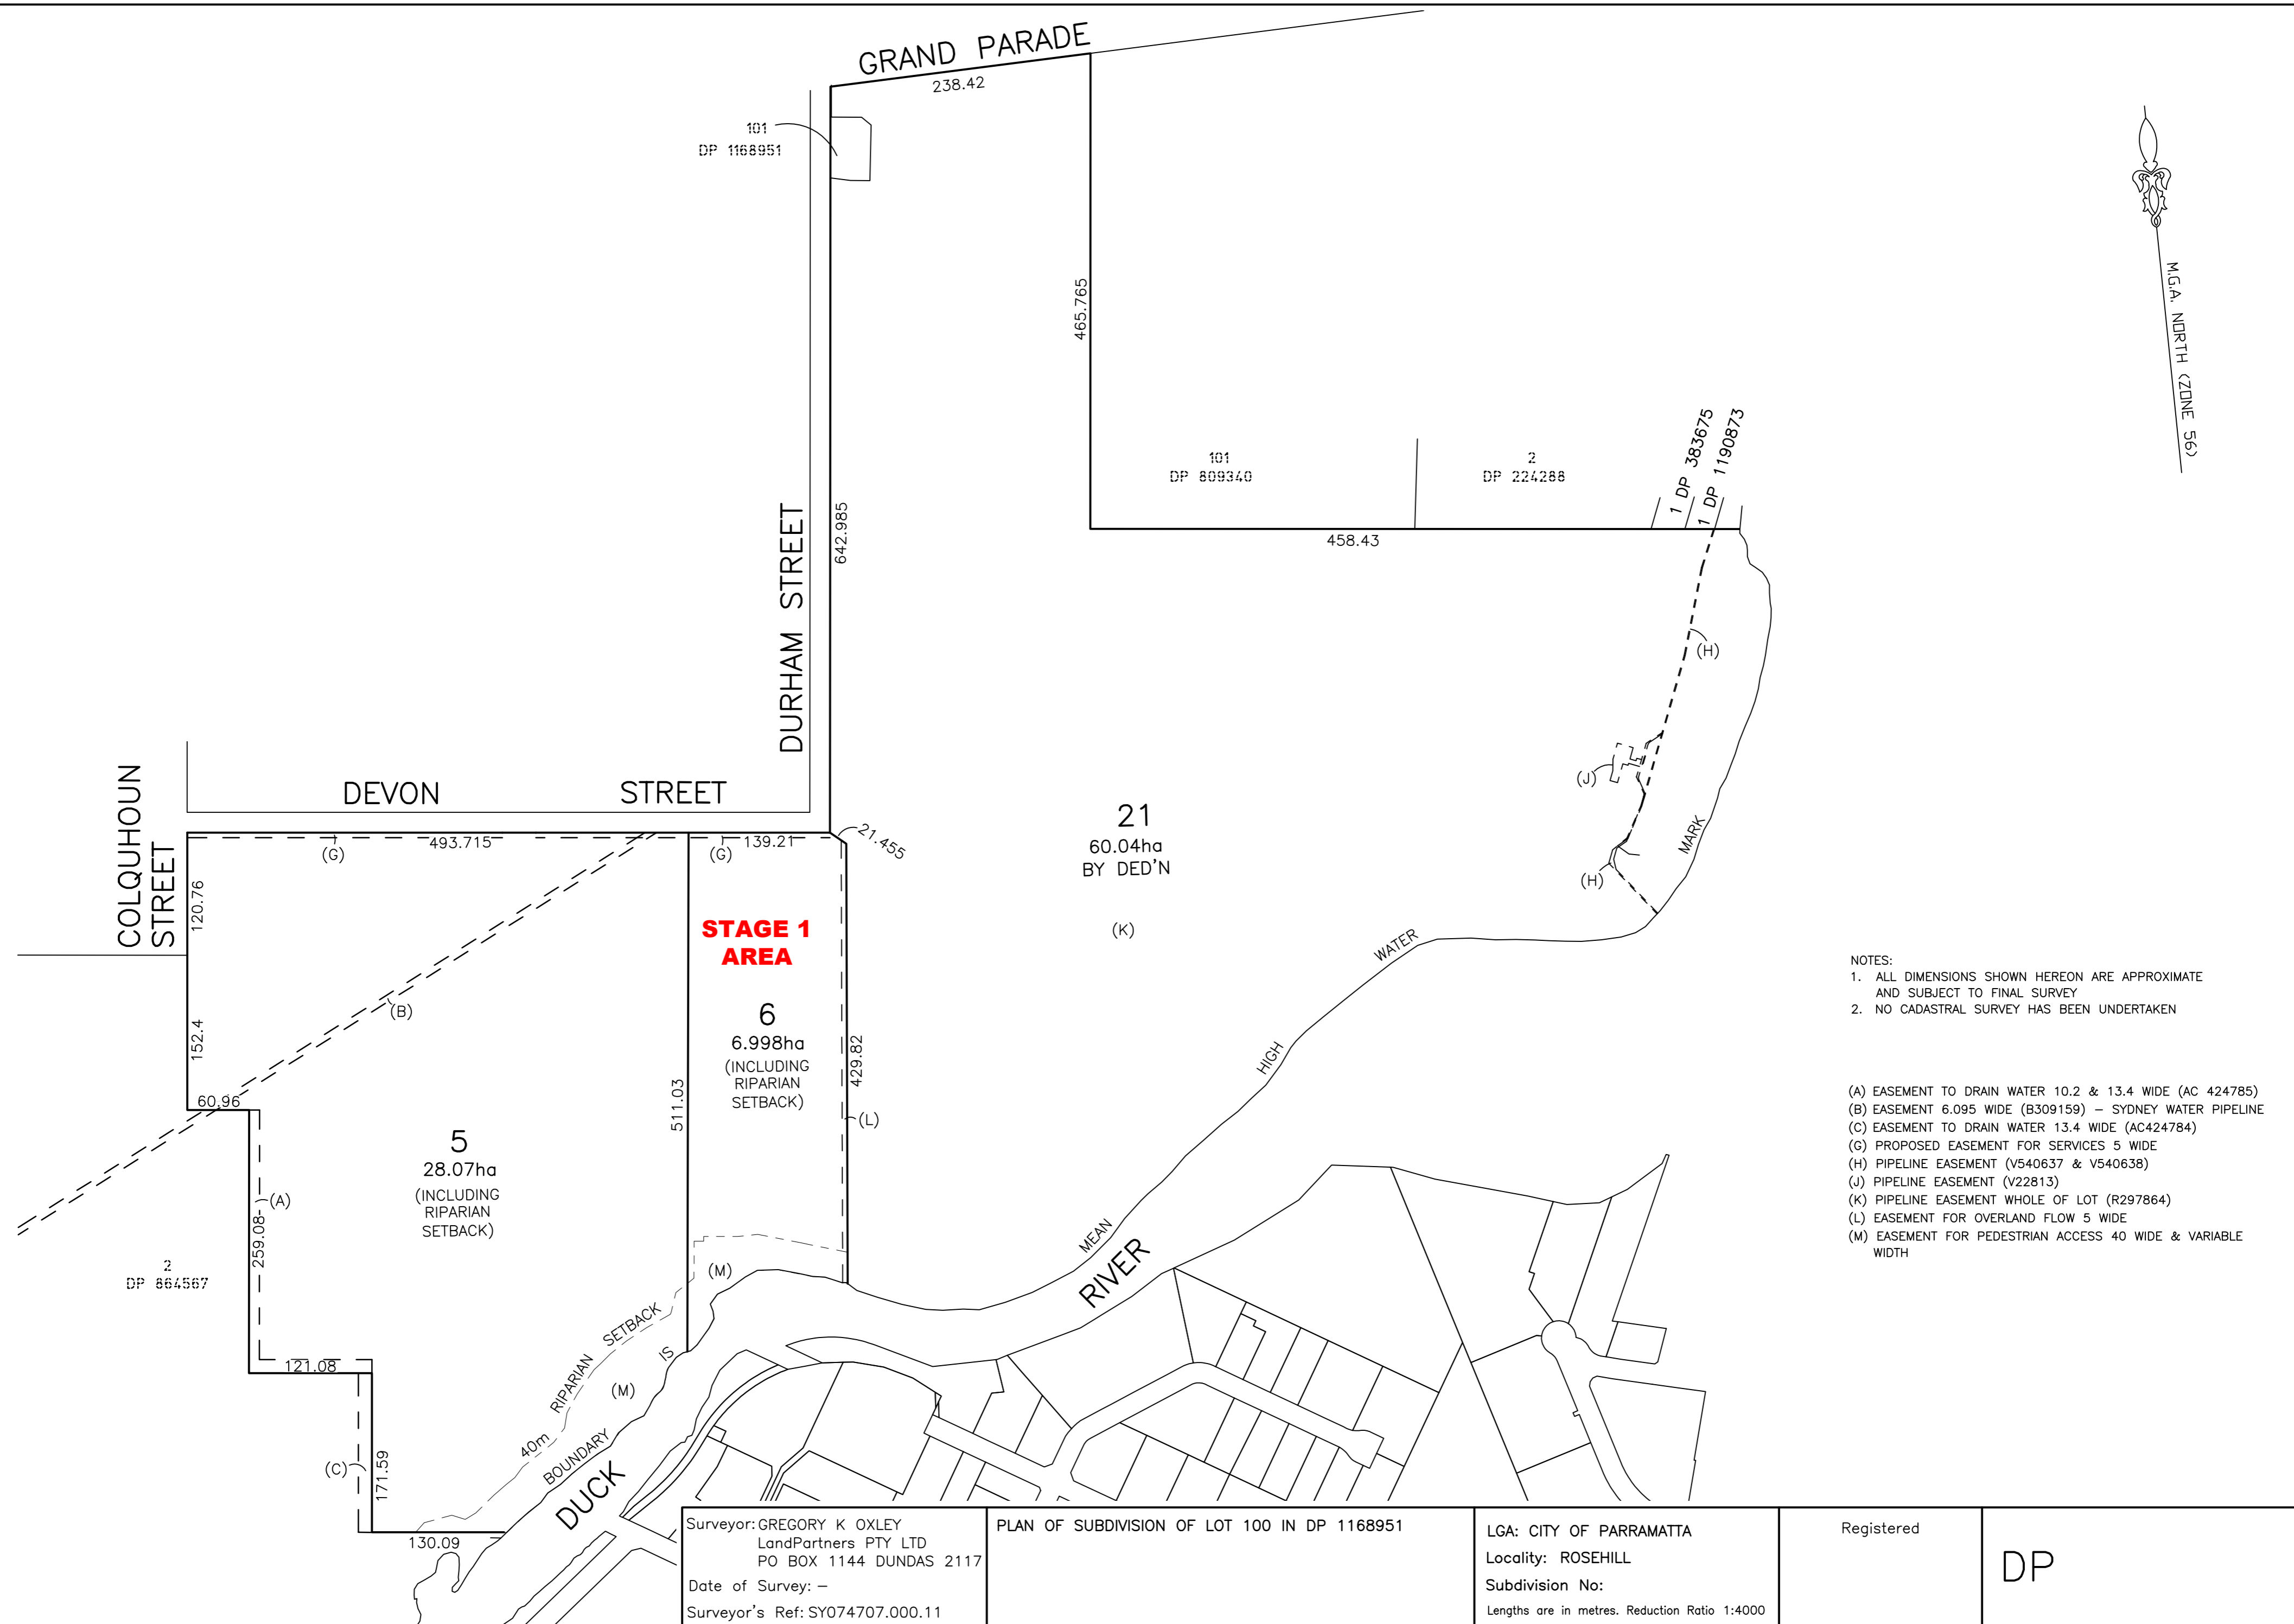 GRAND PARADE
238.42
101
DP 1168951
M.G.A. NORTH (ZONE 56)
465.765
642.985
DURHAM STREET
101
DP 809340
2
DP 224288
1 DP 383675
1 DP 1190873
458.43
(H)
(J)
(H)
MARK
DEVON STREET
COLQUHOUN
STREET
493.715
(G)
139.21
(G)
21.455
21
60.04ha
BY DED'N
(K)
120.76
152.4
(B)
60.96
STAGE 1
AREA
6
6.998ha
(INCLUDING
RIPARIAN
SETBACK)
511.03
429.82
(L)
5
28.07ha
(INCLUDING
RIPARIAN
SETBACK)
(A)
259.08
2
DP 864567
121.08
(C)
171.59
130.09
40m RIPARIAN SETBACK
(M)
(M)
BOUNDARY IS MEAN HIGH WATER
DUCK RIVER
NOTES:
1. ALL DIMENSIONS SHOWN HEREON ARE APPROXIMATE
AND SUBJECT TO FINAL SURVEY
2. NO CADASTRAL SURVEY HAS BEEN UNDERTAKEN
(A) EASEMENT TO DRAIN WATER 10.2 & 13.4 WIDE (AC 424785)
(B) EASEMENT 6.095 WIDE (B309159) – SYDNEY WATER PIPELINE
(C) EASEMENT TO DRAIN WATER 13.4 WIDE (AC424784)
(G) PROPOSED EASEMENT FOR SERVICES 5 WIDE
(H) PIPELINE EASEMENT (V540637 & V540638)
(J) PIPELINE EASEMENT (V22813)
(K) PIPELINE EASEMENT WHOLE OF LOT (R297864)
(L) EASEMENT FOR OVERLAND FLOW 5 WIDE
(M) EASEMENT FOR PEDESTRIAN ACCESS 40 WIDE & VARIABLE
WIDTH
Surveyor: GREGORY K OXLEY
LandPartners PTY LTD
PO BOX 1144 DUNDAS 2117
Date of Survey: –
Surveyor's Ref: SY074707.000.11
PLAN OF SUBDIVISION OF LOT 100 IN DP 1168951
LGA: CITY OF PARRAMATTA
Locality: ROSEHILL
Subdivision No:
Lengths are in metres. Reduction Ratio 1:4000
Registered
DP